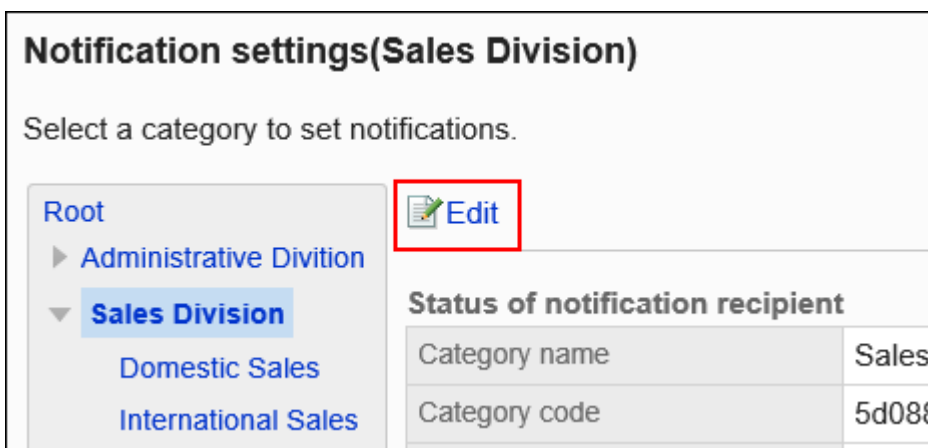 Notification settings(Sales Division)
Select a category to set notifications.
Root
Administrative Divition
Sales Division
Domestic Sales
International Sales
Edit
Status of notification recipient
Category name Sales
Category code 5d088